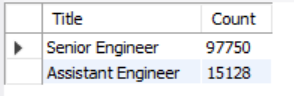 Title Count
Senior Engineer 97750
Assistant Engineer 15128